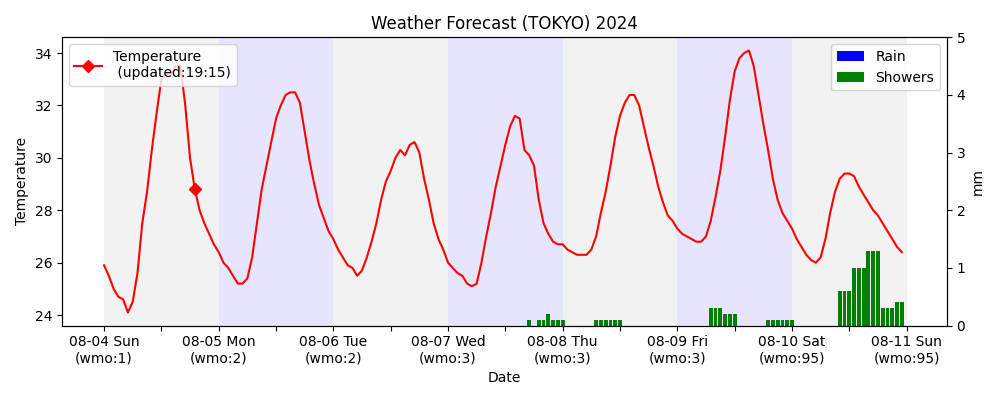 Weather Forecast (TOKYO) 2024
Temperature
(updated:19:15)
Rain
Showers
34
32
30
28
26
24
Temperature
5
4
3
2
1
0
mm
08-04 Sun
(wmo:1)
08-05 Mon
(wmo:2)
08-06 Tue
(wmo:2)
08-07 Wed
(wmo:3)
08-08 Thu
(wmo:3)
08-09 Fri
(wmo:3)
08-10 Sat
(wmo:95)
08-11 Sun
(wmo:95)
Date